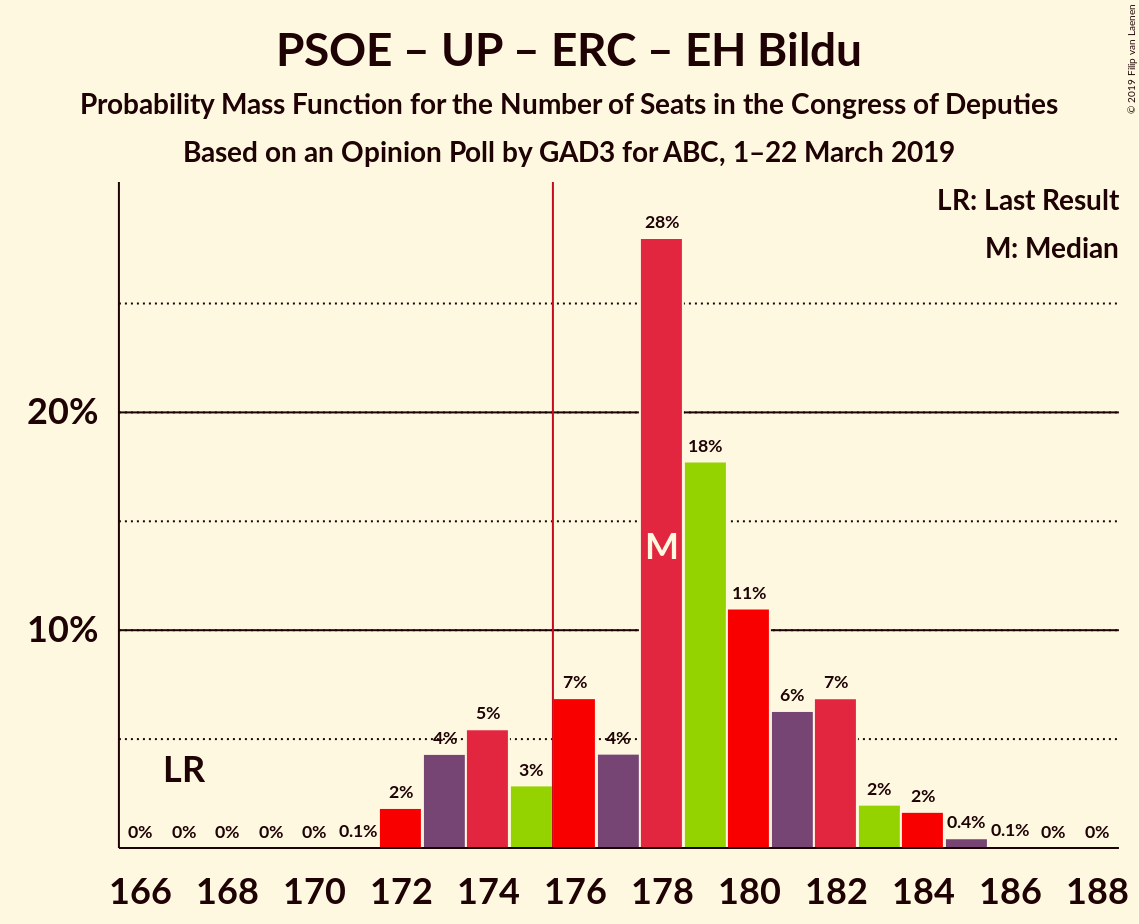 PSOE – UP – ERC – EH Bildu
Probability Mass Function for the Number of Seats in the Congress of Deputies
Based on an Opinion Poll by GAD3 for ABC, 1–22 March 2019
© 2019 Filip van Laenen
LR: Last Result
M: Median
20%
10%
LR
M
0% 0% 0% 0% 0% 0.1% 2% 4% 5% 3% 7% 4% 28% 18% 11% 6% 7% 2% 2% 0.4% 0.1% 0% 0%
166 168 170 172 174 176 178 180 182 184 186 188